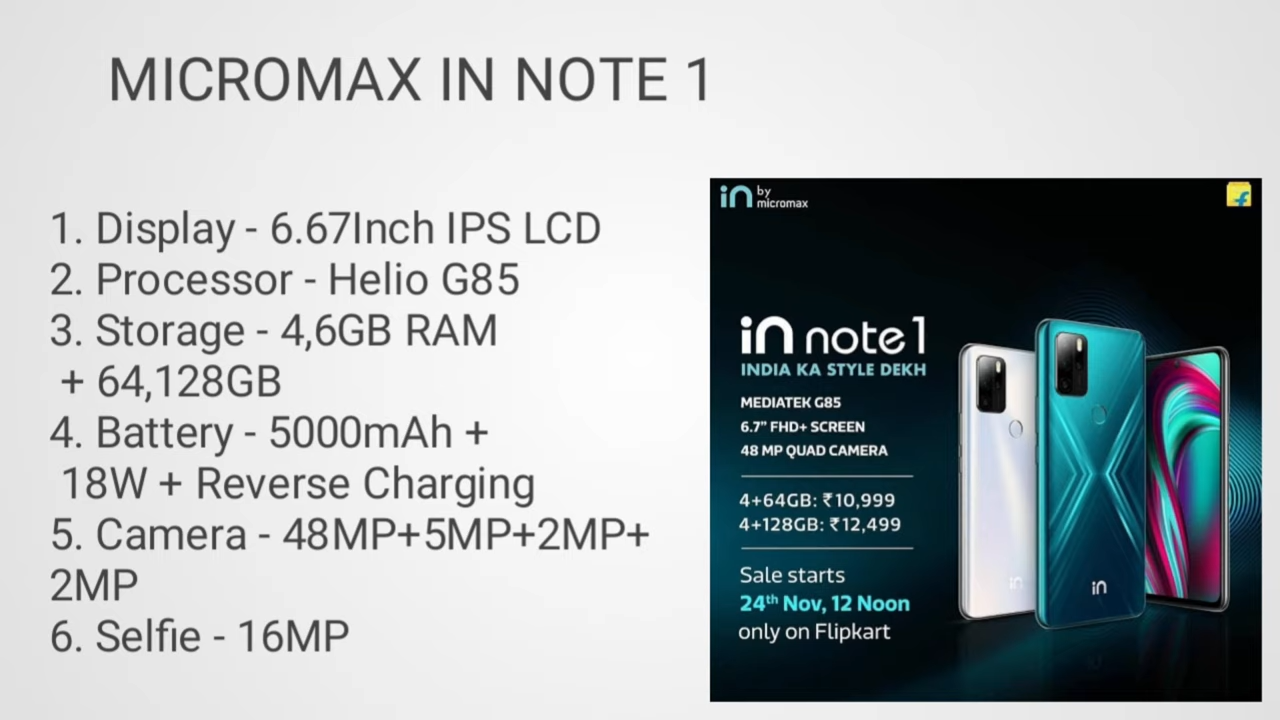 MICROMAX IN NOTE 1
1. Display - 6.67Inch IPS LCD
2. Processor - Helio G85
3. Storage - 4,6GB RAM
+ 64,128GB
4. Battery - 5000mAh +
18W + Reverse Charging
5. Camera - 48MP+5MP+2MP+
2MP
6. Selfie - 16MP
in by
micromax
in note 1
INDIA KA STYLE DEKH
MEDIATEK G85
6.7" FHD+ SCREEN
48 MP QUAD CAMERA
4+64GB: ₹10,999
4+128GB: ₹12,499
Sale starts
24th Nov, 12 Noon
only on Flipkart
in
in